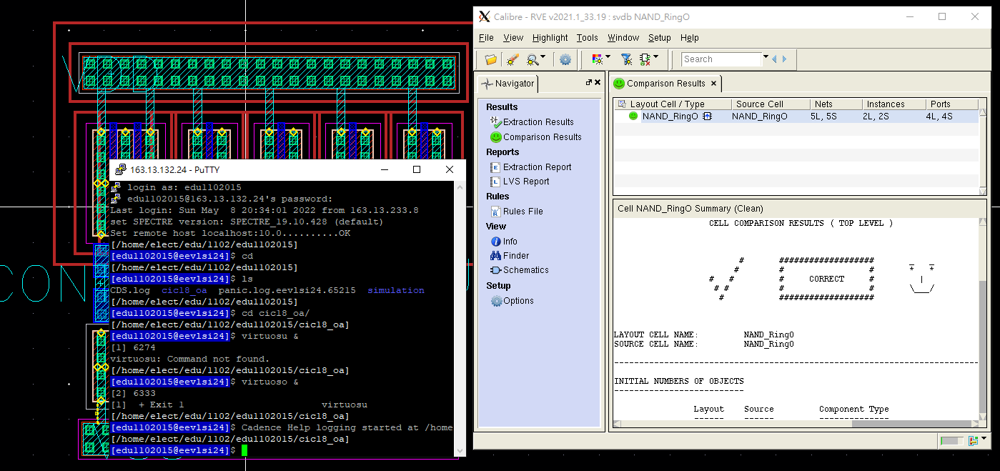 CON
163.13.132.24 - PuTTY
login as: edu1102015
edu1102015@163.13.132.24's password:
Last login: Sun May  8 20:34:01 2022 from 163.13.233.8
set SPECTRE version: SPECTRE_19.10.428 (default)
Set remote host localhost:10.0..........OK
[/home/elect/edu/1102/edu1102015]
[edu1102015@eevlsi24]$ cd
[/home/elect/edu/1102/edu1102015]
[edu1102015@eevlsi24]$ ls
CDS.log  cic18_oa  panic.log.eevlsi24.65215  simulation
[/home/elect/edu/1102/edu1102015]
[edu1102015@eevlsi24]$ cd cic18_oa/
[/home/elect/edu/1102/edu1102015/cic18_oa]
[edu1102015@eevlsi24]$ virtuosu &
[1] 6274
virtuosu: Command not found.
[/home/elect/edu/1102/edu1102015/cic18_oa]
[edu1102015@eevlsi24]$ virtuoso &
[2] 6333
[1]  + Exit 1                        virtuosu
[/home/elect/edu/1102/edu1102015/cic18_oa]
[edu1102015@eevlsi24]$ Cadence Help logging started at /home
[/home/elect/edu/1102/edu1102015/cic18_oa]
[edu1102015@eevlsi24]$
Calibre - RVE v2021.1_33.19 : svdb NAND_RingO
File View Highlight Tools Window Setup Help
Search
Navigator
Results
Extraction Results
Comparison Results
Reports
Extraction Report
LVS Report
Rules
Rules File
View
Info
Finder
Schematics
Setup
Options
Comparison Results
Layout Cell / Type Source Cell Nets Instances Ports
NAND_RingO NAND_RingO 5L, 5S 2L, 2S 4L, 4S
Cell NAND_RingO Summary (Clean)
CELL COMPARISON RESULTS ( TOP LEVEL )
#       ###################       _   _
#        #                 #       *   *
#   #         #     CORRECT     #         |
# #          #                 #       \___/
#           ###################
LAYOUT CELL NAME:         NAND_RingO
SOURCE CELL NAME:         NAND_RingO
--------------------------------------------------------------------------
INITIAL NUMBERS OF OBJECTS
--------------------------
Layout    Source         Component Type
------    ------         --------------